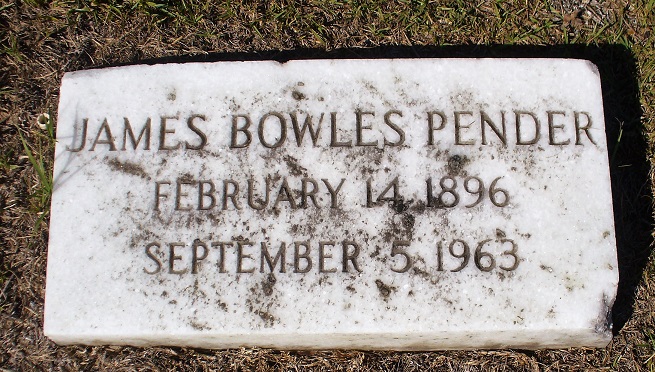 JAMES BOWLES PENDER
FEBRUARY 14, 1896
SEPTEMBER 5, 1963